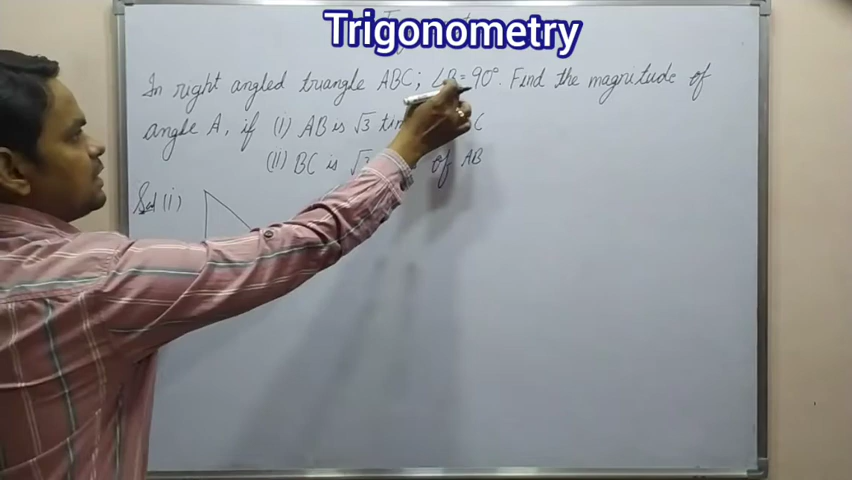 Trigonometry
In right angled triangle ABC; ∠B = 90°. Find the magnitude of
angle A, if (i) AB is √3 C
(ii) BC is of AB
Sol (i)